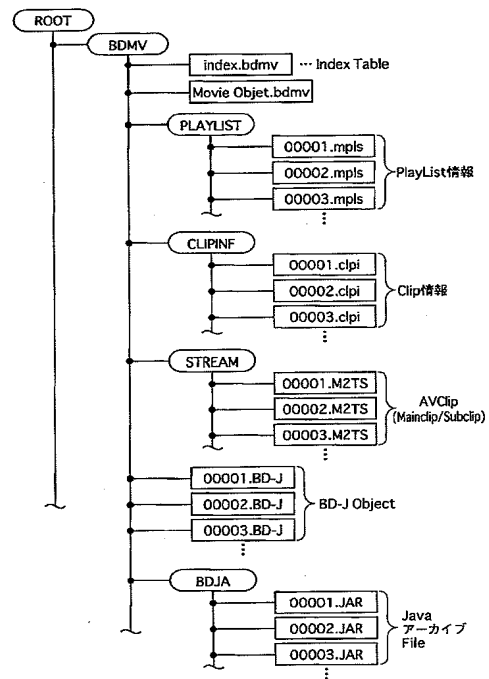 ROOT
BDMV
index.bdmv … Index Table
Movie Objet.bdmv
PLAYLIST
00001.mpls
00002.mpls
PlayList情報
00003.mpls
CLIPINF
00001.clpi
00002.clpi
Clip情報
00003.clpi
STREAM
00001.M2TS
00002.M2TS
AVClip
(Mainclip/Subclip)
00003.M2TS
00001.BD-J
00002.BD-J
BD-J Object
00003.BD-J
BDJA
00001.JAR
00002.JAR
00003.JAR
Java
アーカイブ
File